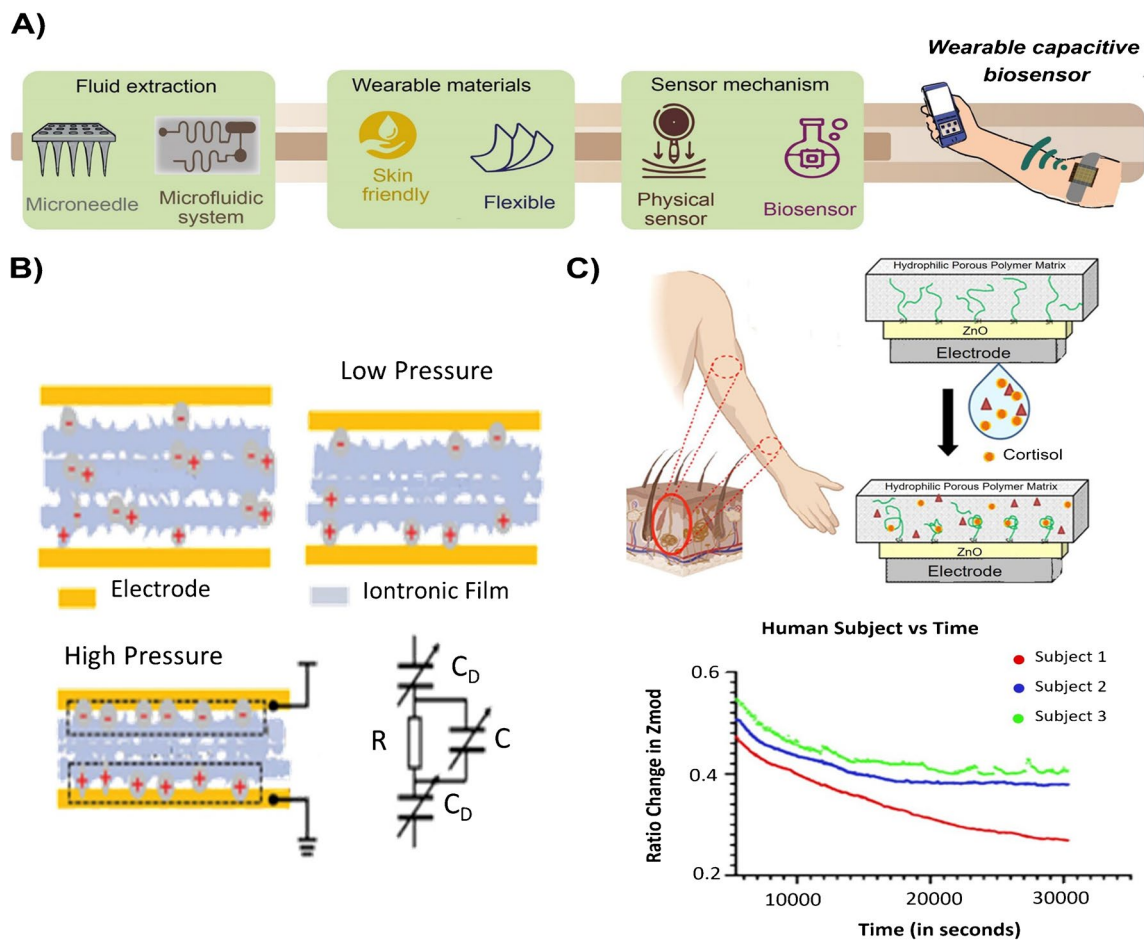 A)
Wearable capacitive
biosensor
Fluid extraction
Wearable materials
Sensor mechanism
Microneedle
Microfluidic
system
Skin
friendly
Flexible
Physical
sensor
Biosensor
B)
Low Pressure
Electrode
Iontronic Film
High Pressure
C_D
R
C
C_D
C)
Hydrophilic Porous Polymer Matrix
ZnO
Electrode
Cortisol
Hydrophilic Porous Polymer Matrix
ZnO
Electrode
Human Subject vs Time
Subject 1
Subject 2
Subject 3
Ratio Change in Zmod
0.6
0.4
0.2
10000
20000
30000
Time (in seconds)